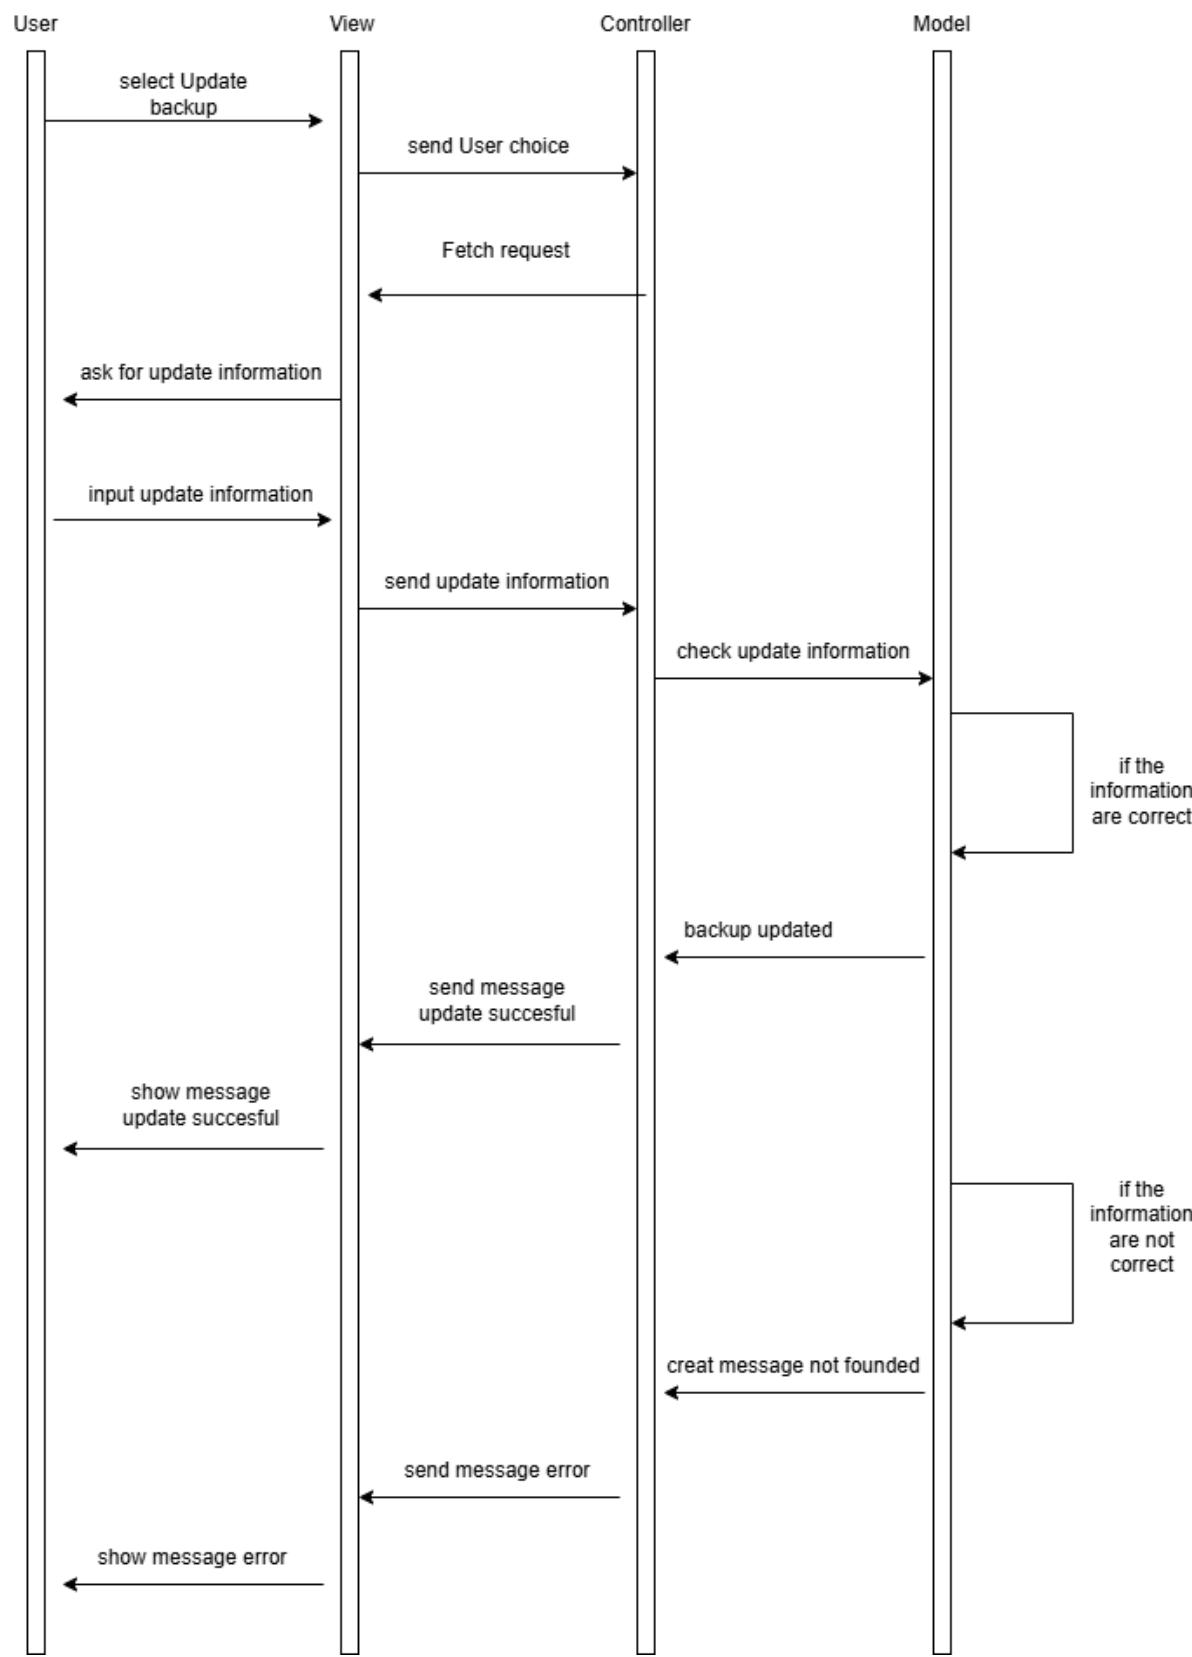 User
View
Controller
Model
select Update
backup
send User choice
Fetch request
ask for update information
input update information
send update information
check update information
if the
information
are correct
backup updated
send message
update succesful
show message
update succesful
if the
information
are not
correct
creat message not founded
send message error
show message error